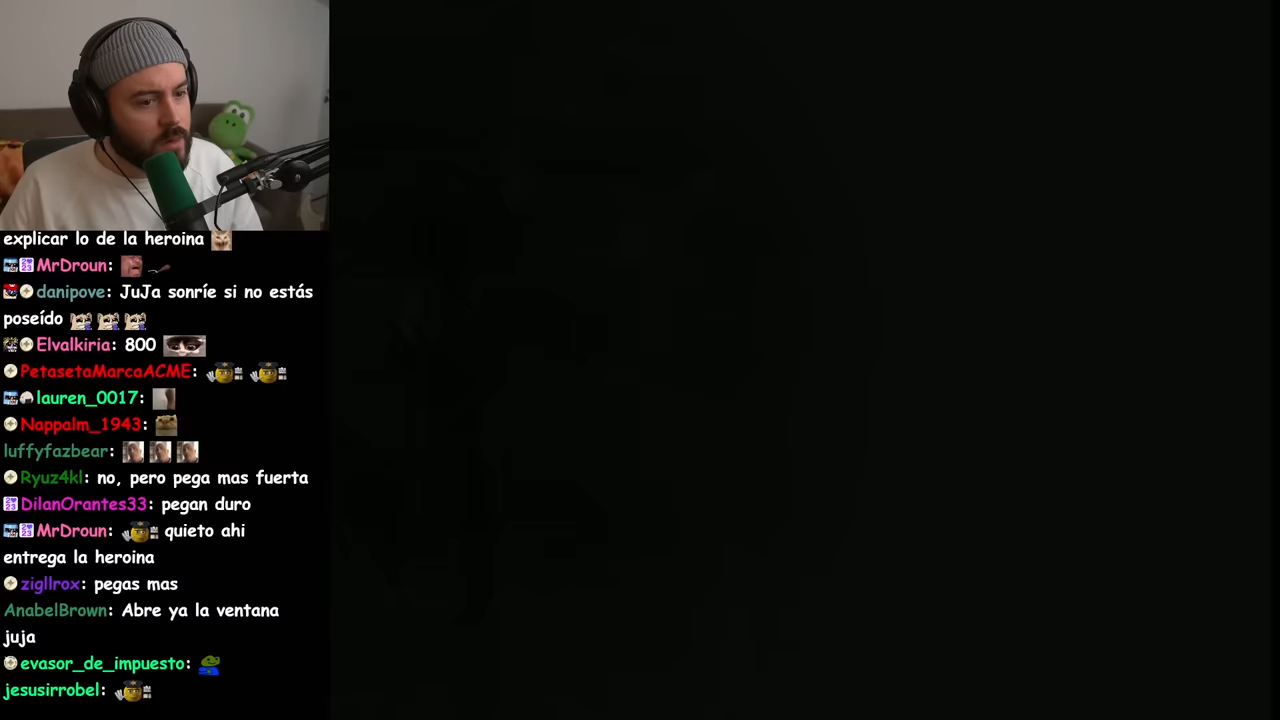 explicar lo de la heroina
MrDroun:
danipove: JuJa sonríe si no estás
poseído
Elvalkiria: 800
PetasetaMarcaACME:
lauren_0017:
Nappalm_1943:
luffyfazbear:
Ryuz4kl: no, pero pega mas fuerta
DilanOrantes33: pegan duro
MrDroun: quieto ahi
entrega la heroina
zigllrox: pegas mas
AnabelBrown: Abre ya la ventana
juja
evasor_de_impuesto:
jesusirrobel: